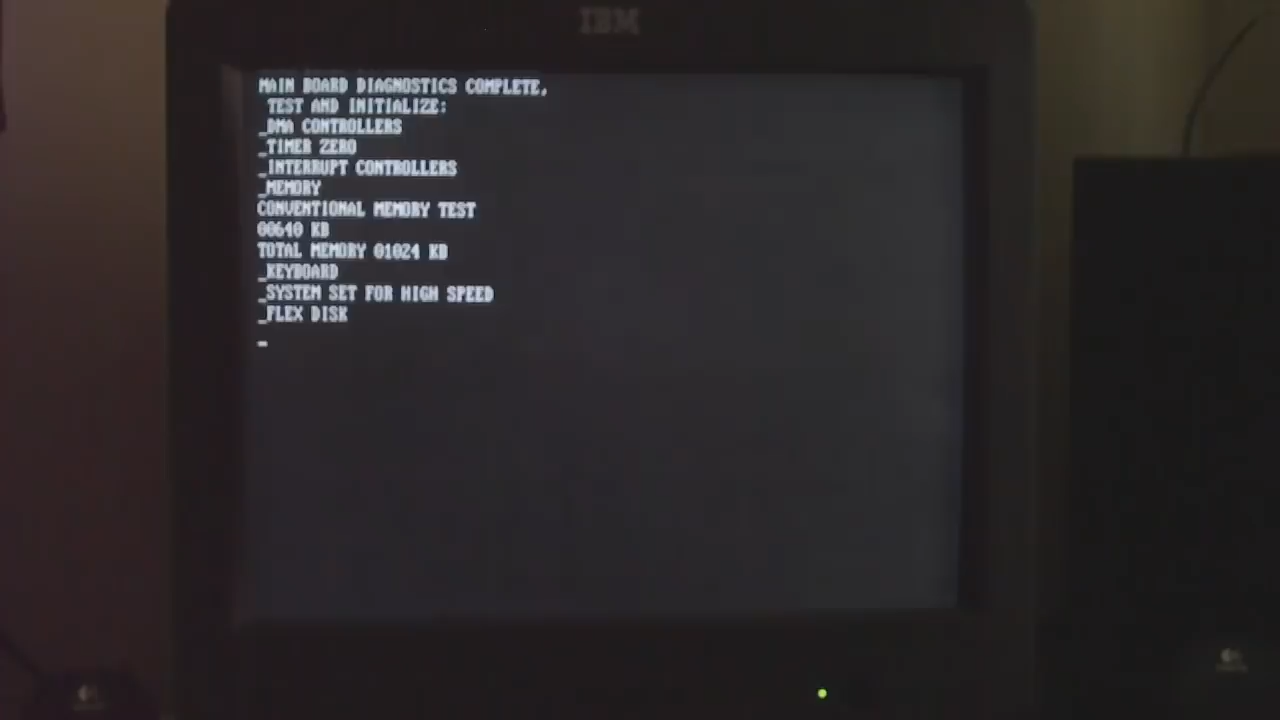 IBM
MAIN BOARD DIAGNOSTICS COMPLETE,
TEST AND INITIALIZE:
_DMA CONTROLLERS
_TIMER ZERO
_INTERRUPT CONTROLLERS
_MEMORY
CONVENTIONAL MEMORY TEST
00640 KB
TOTAL MEMORY 01024 KB
_KEYBOARD
_SYSTEM SET FOR HIGH SPEED
_FLEX DISK
_